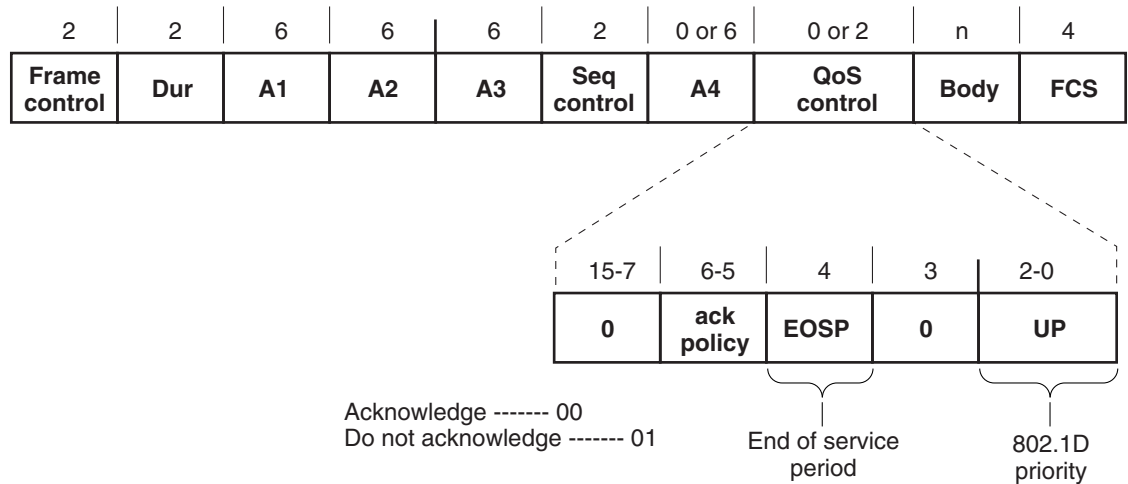 2 2 6 6 6 2 0 or 6 0 or 2 n 4
Frame control Dur A1 A2 A3 Seq control A4 QoS control Body FCS
15-7 6-5 4 3 2-0
0 ack policy EOSP 0 UP
Acknowledge ------- 00
Do not acknowledge ------- 01
End of service
period
802.1D
priority